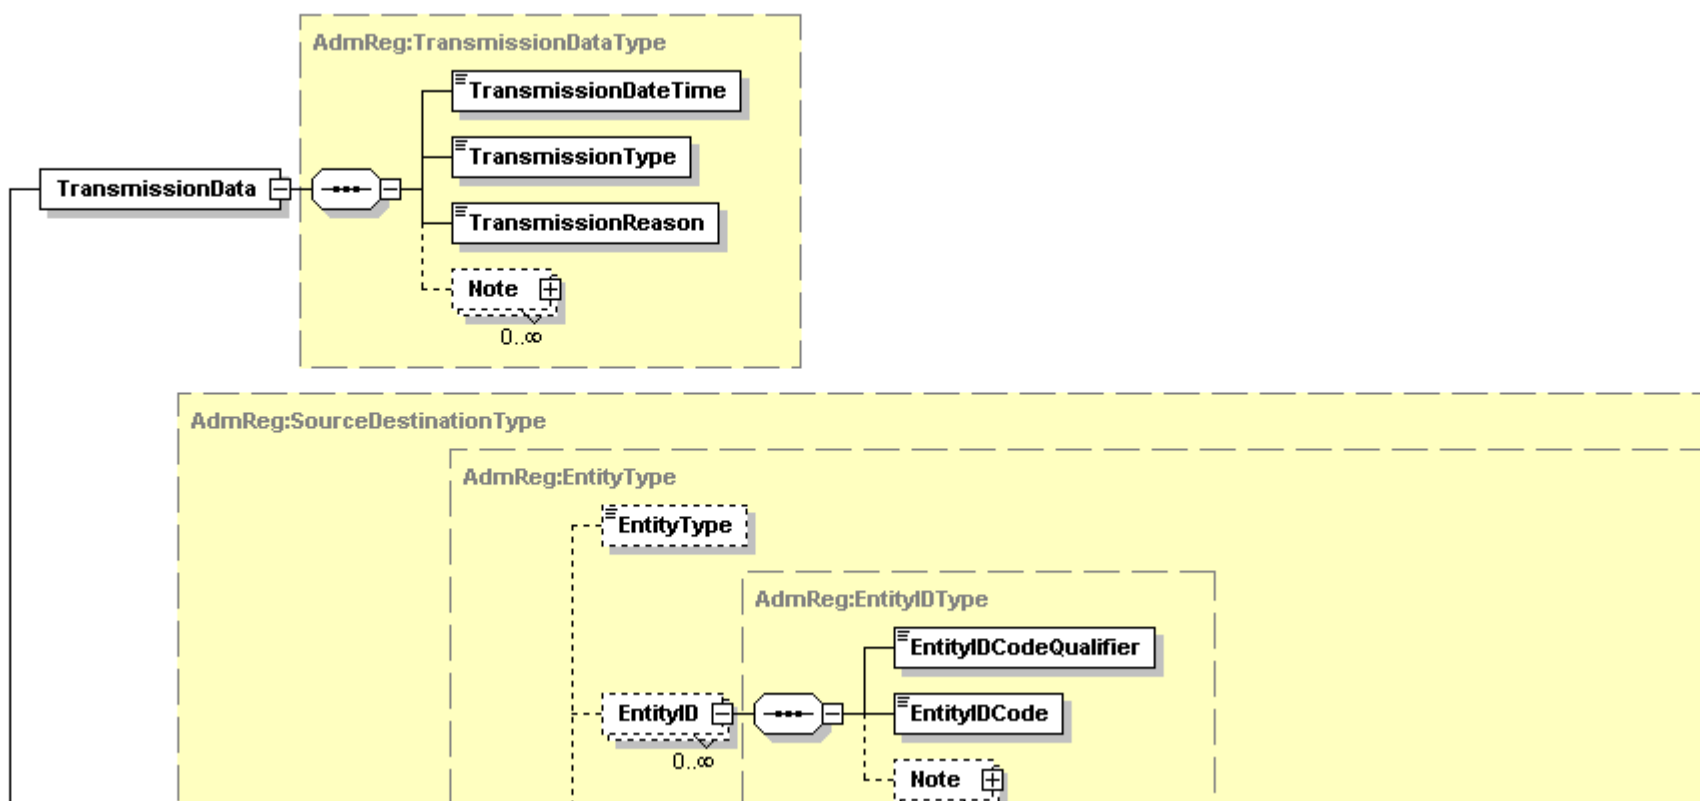 AdmReg:TransmissionDataType
TransmissionDateTime
TransmissionType
TransmissionData
TransmissionReason
Note
0..∞
AdmReg:SourceDestinationType
AdmReg:EntityType
EntityType
AdmReg:EntityIDType
EntityIDCodeQualifier
EntityID
EntityIDCode
0..∞
Note